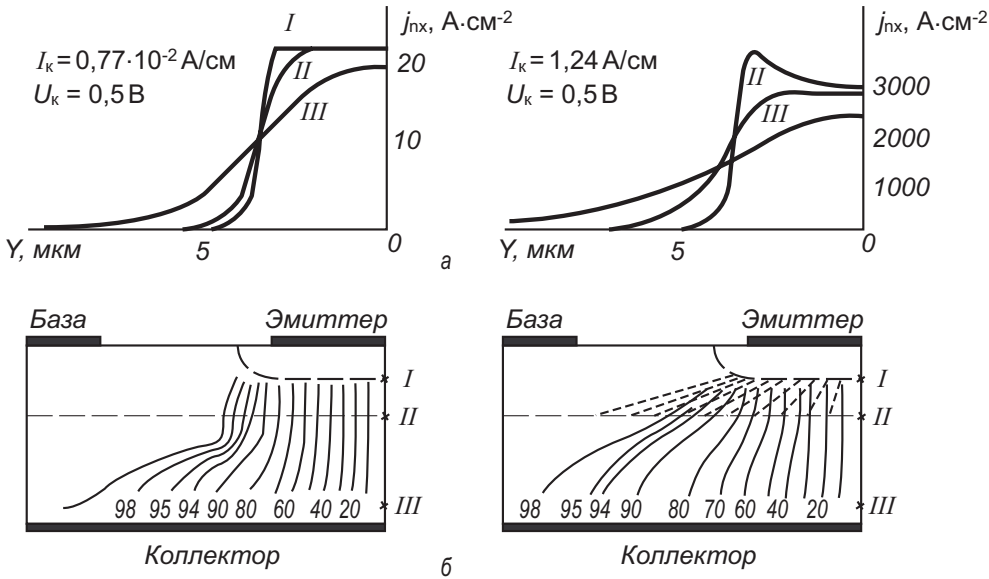 I
jnx, А·см-2
Iк = 0,77·10-2 А/см
II
20
Uк = 0,5 В
III
10
Y, мкм
5
0
jnx, А·см-2
Iк = 1,24 А/см
II
3000
Uк = 0,5 В
III
2000
1000
Y, мкм
5
0
а
База
Эмиттер
I
II
98 95 94 90 80 60 40 20
III
Коллектор
База
Эмиттер
I
II
98 95 94 90 80 70 60 40 20
III
Коллектор
б